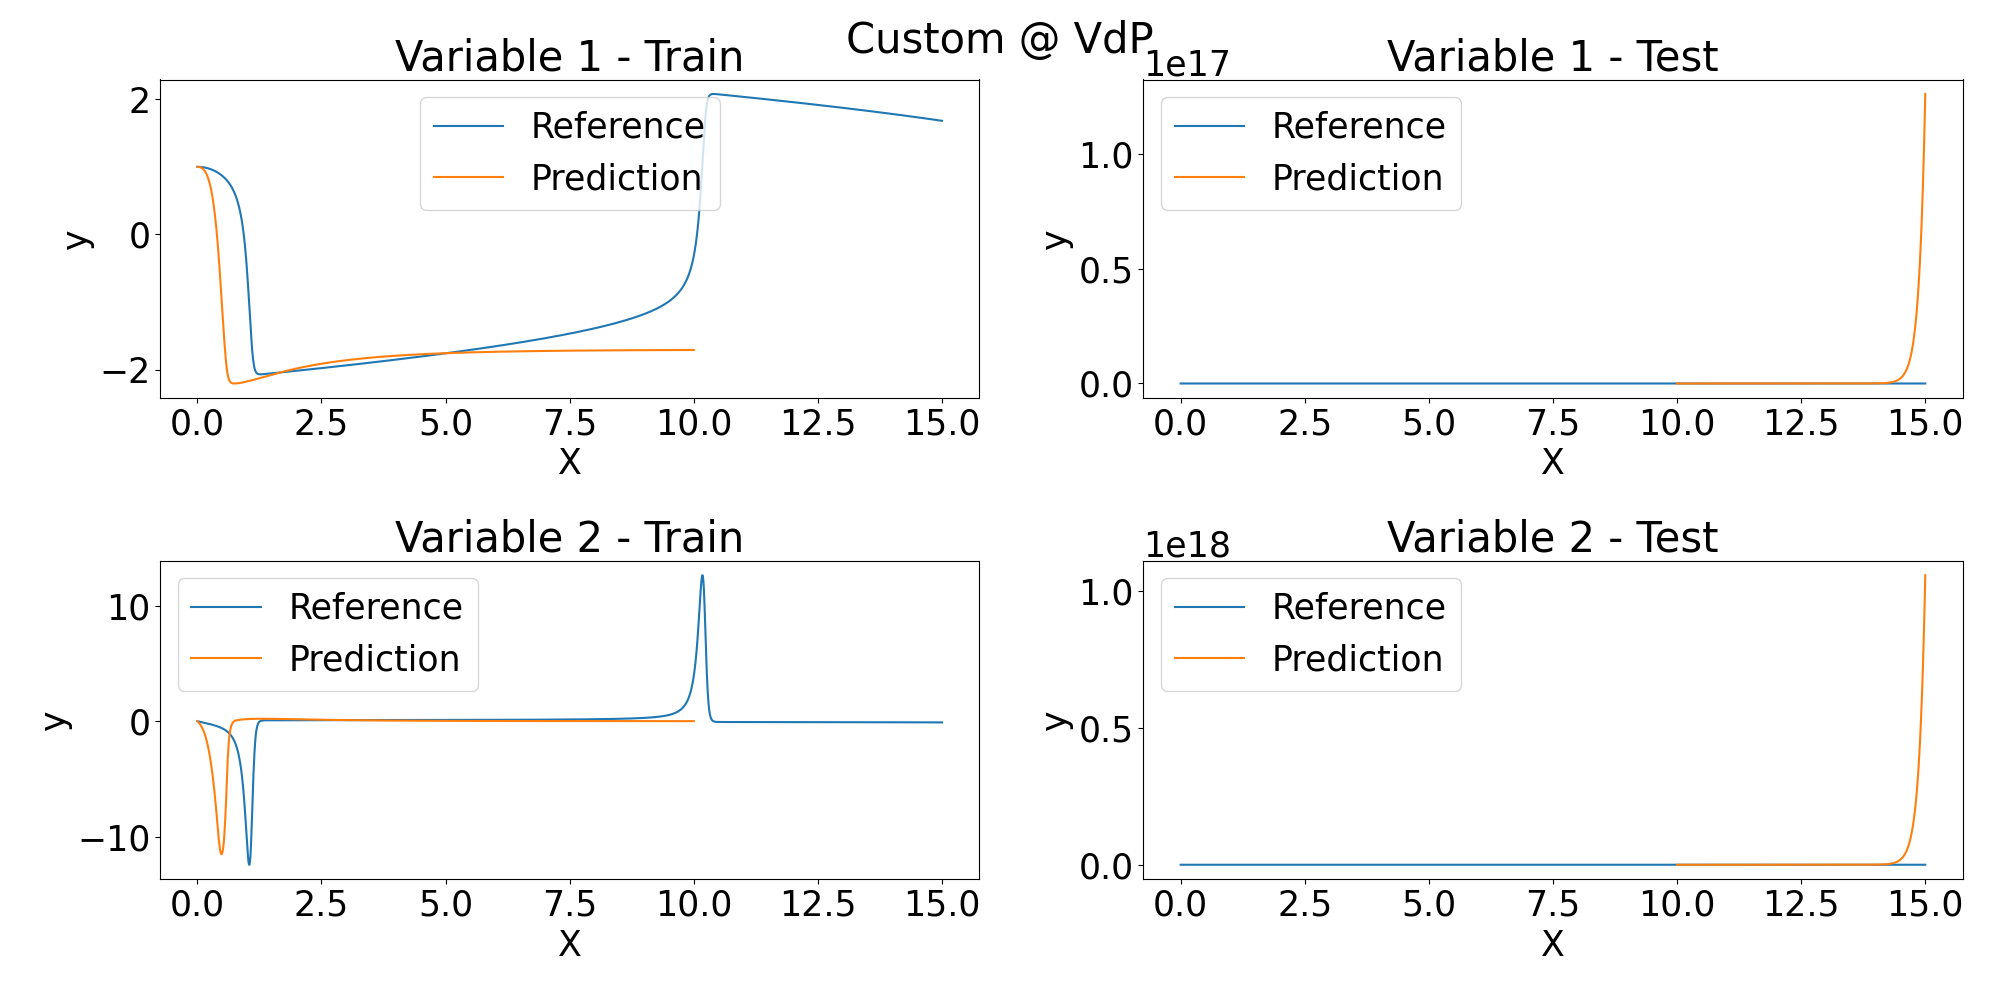 Custom @ VdP
Variable 1 - Train
2
0
−2
y
Reference
Prediction
0.0 2.5 5.0 7.5 10.0 12.5 15.0
X
Variable 1 - Test
1e17
1.0
0.5
0.0
y
Reference
Prediction
0.0 2.5 5.0 7.5 10.0 12.5 15.0
X
Variable 2 - Train
10
0
−10
y
Reference
Prediction
0.0 2.5 5.0 7.5 10.0 12.5 15.0
X
Variable 2 - Test
1e18
1.0
0.5
0.0
y
Reference
Prediction
0.0 2.5 5.0 7.5 10.0 12.5 15.0
X